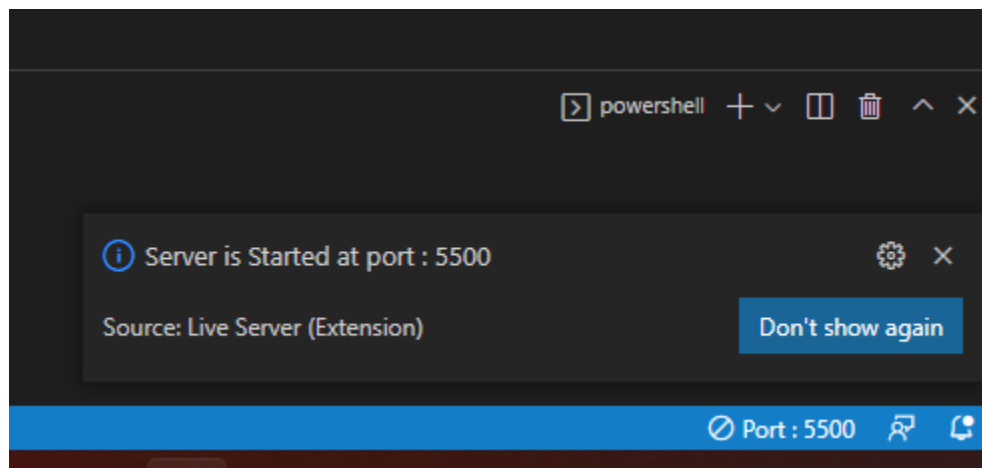 powershell
Server is Started at port : 5500
Source: Live Server (Extension)
Don't show again
Port : 5500